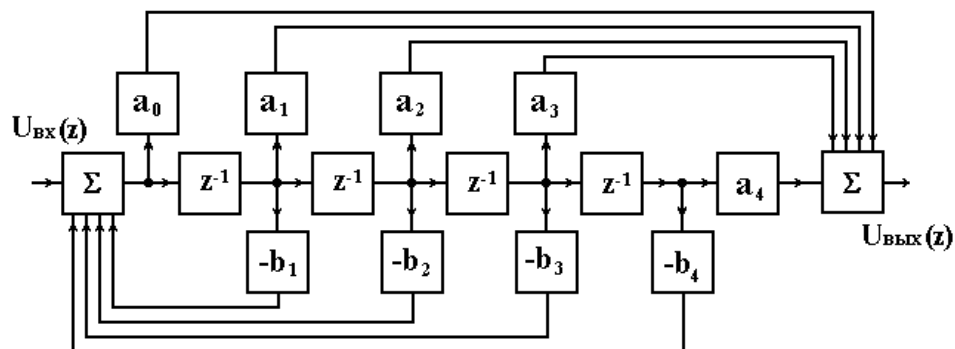 a₀ a₁ a₂ a₃
Uвх(z)
Σ z⁻¹ z⁻¹ z⁻¹ z⁻¹ a₄ Σ
Uвых(z)
-b₁ -b₂ -b₃ -b₄